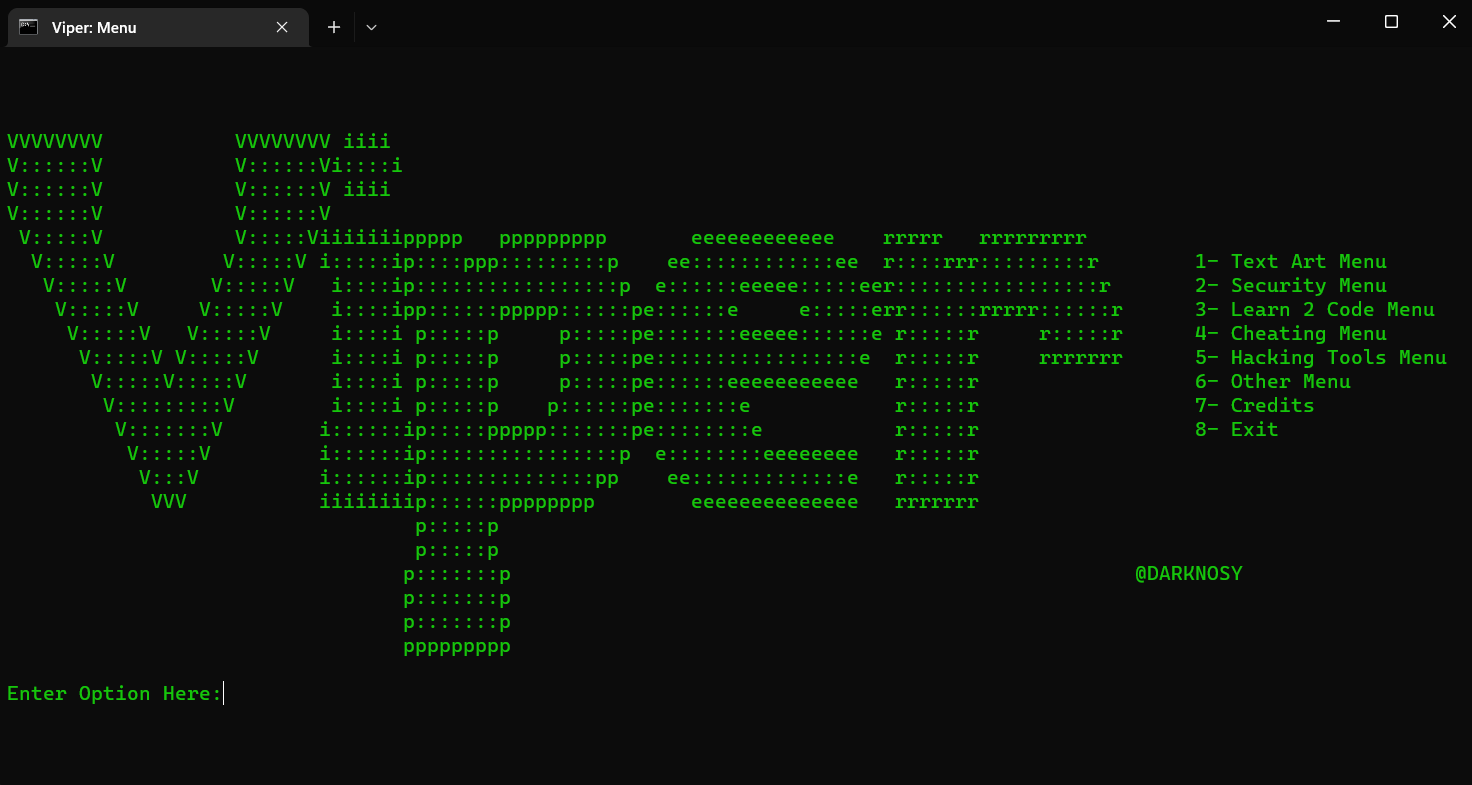 Viper: Menu
VVVVVVVV           VVVVVVVV iiii
V::::::V           V::::::Vi::::i
V::::::V           V::::::V iiii
V::::::V           V::::::V
 V:::::V           V:::::Viiiiiiippppp   ppppppppp       eeeeeeeeeeee    rrrrr   rrrrrrrrr
  V:::::V         V:::::V i:::::ip::::ppp:::::::::p    ee::::::::::::ee  r::::rrr:::::::::r        1- Text Art Menu
   V:::::V       V:::::V   i::::ip:::::::::::::::::p  e::::::eeeee:::::eer:::::::::::::::::r       2- Security Menu
    V:::::V     V:::::V    i::::ipp::::::ppppp::::::pe::::::e     e:::::err::::::rrrrr::::::r      3- Learn 2 Code Menu
     V:::::V   V:::::V     i::::i p:::::p     p:::::pe:::::::eeeee::::::e r:::::r     r:::::r      4- Cheating Menu
      V:::::V V:::::V      i::::i p:::::p     p:::::pe:::::::::::::::::e  r:::::r     rrrrrrr      5- Hacking Tools Menu
       V:::::V:::::V       i::::i p:::::p     p:::::pe::::::eeeeeeeeeee   r:::::r                  6- Other Menu
        V:::::::::V        i::::i p:::::p    p::::::pe:::::::e            r:::::r                  7- Credits
         V:::::::V        i::::::ip:::::ppppp:::::::pe::::::::e           r:::::r                  8- Exit
          V:::::V         i::::::ip::::::::::::::::p  e::::::::eeeeeeee   r:::::r
           V:::V          i::::::ip::::::::::::::pp    ee:::::::::::::e   r:::::r
            VVV           iiiiiiiip::::::pppppppp        eeeeeeeeeeeeee   rrrrrrr
                                  p:::::p
                                  p:::::p
                                 p:::::::p                                                    @DARKNOSY
                                 p:::::::p
                                 p:::::::p
                                 ppppppppp
Enter Option Here: